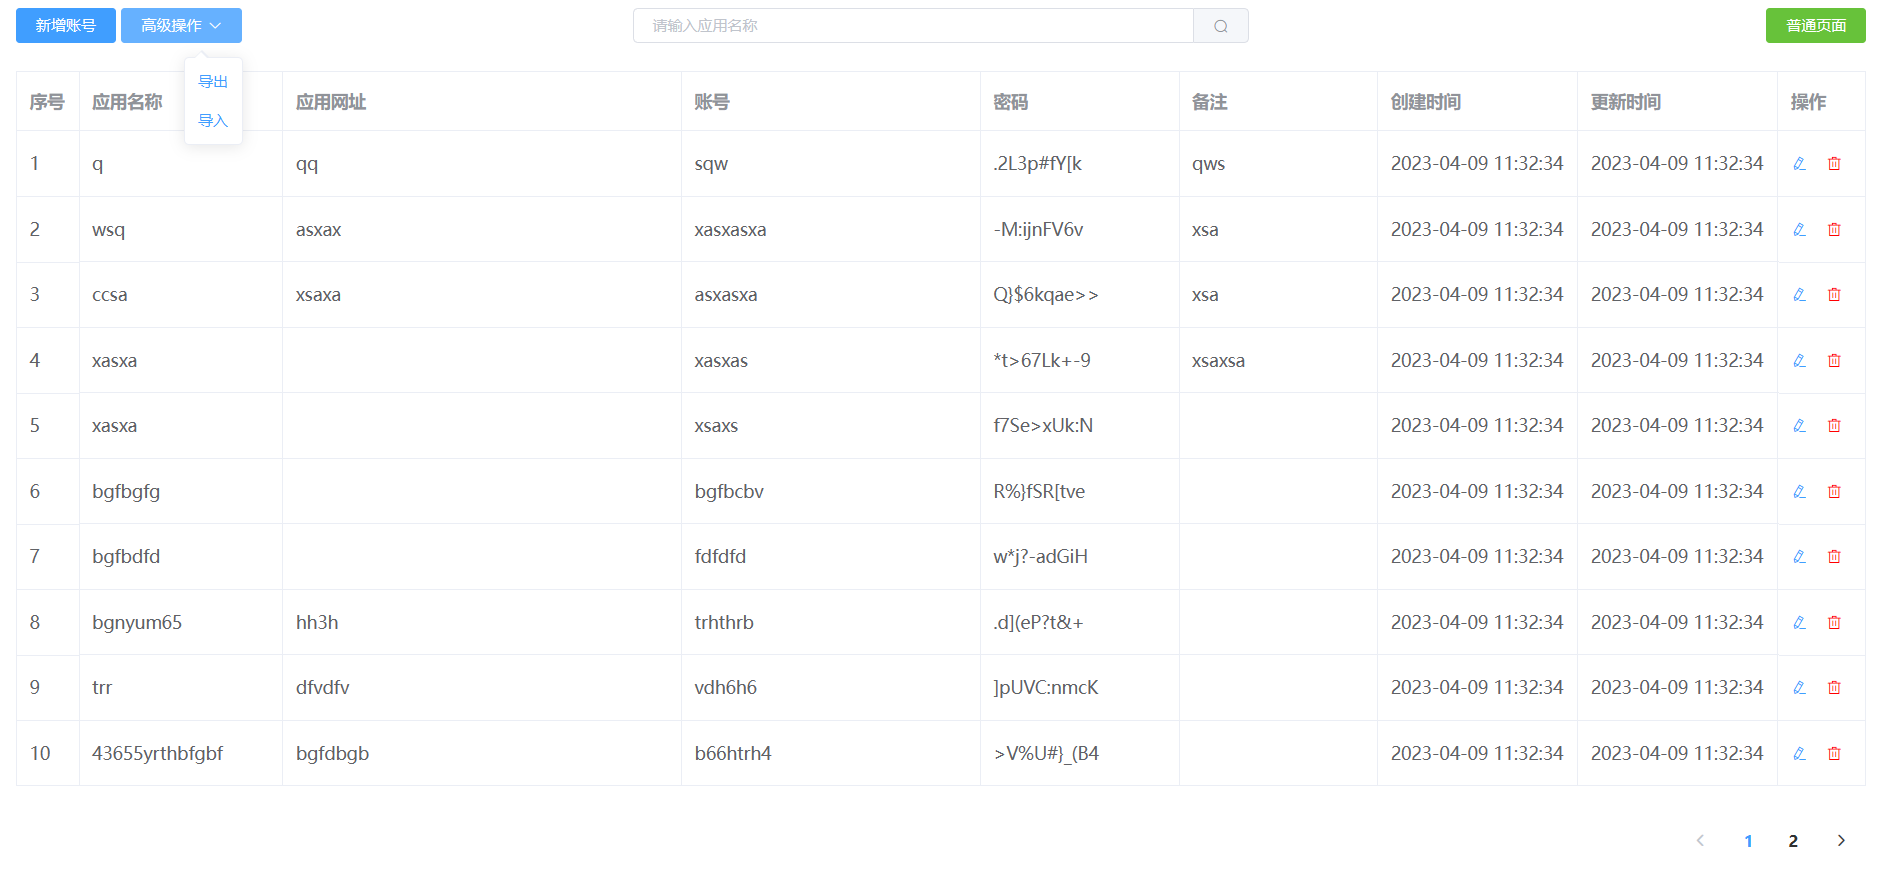 新增账号 高级操作 请输入应用名称 普通页面
导出
导入
序号 应用名称 应用网址 账号 密码 备注 创建时间 更新时间 操作
1 q qq sqw .2L3p#fY[k qws 2023-04-09 11:32:34 2023-04-09 11:32:34
2 wsq asxax xasxasxa -M:ijnFV6v xsa 2023-04-09 11:32:34 2023-04-09 11:32:34
3 ccsa xsaxa asxasxa Q}$6kqae>> xsa 2023-04-09 11:32:34 2023-04-09 11:32:34
4 xasxa xasxas *t>67Lk+-9 xsaxsa 2023-04-09 11:32:34 2023-04-09 11:32:34
5 xasxa xsaxs f7Se>xUk:N 2023-04-09 11:32:34 2023-04-09 11:32:34
6 bgfbgfg bgfbcbv R%}fSR[tve 2023-04-09 11:32:34 2023-04-09 11:32:34
7 bgfbdfd fdfdfd w*j?-adGiH 2023-04-09 11:32:34 2023-04-09 11:32:34
8 bgnyum65 hh3h trhthrb .d](eP?t&+ 2023-04-09 11:32:34 2023-04-09 11:32:34
9 trr dfvdfv vdh6h6 ]pUVC:nmcK 2023-04-09 11:32:34 2023-04-09 11:32:34
10 43655yrthbfgbf bgfdbgb b66htrh4 >V%U#}_(B4 2023-04-09 11:32:34 2023-04-09 11:32:34
1 2